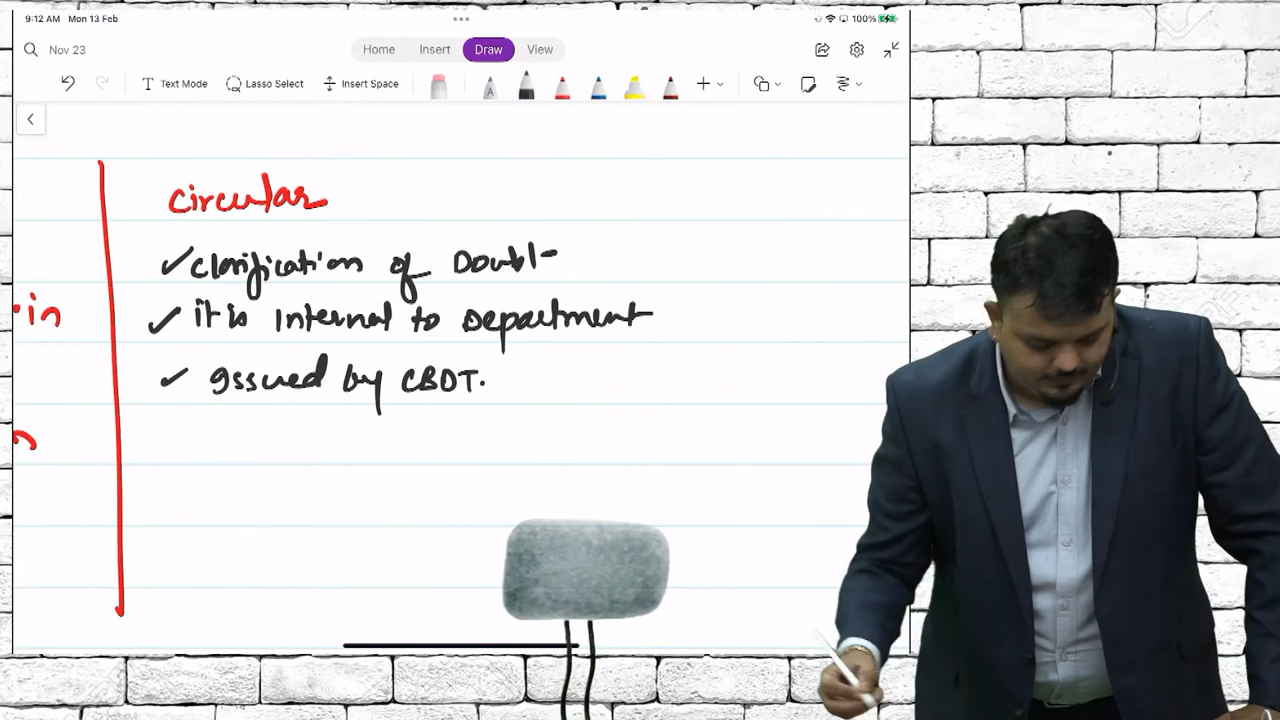 9:12 AM Mon 13 Feb
100%
Nov 23
Home Insert Draw View
Text Mode Lasso Select Insert Space
A
circular
in
✓ clarification of Doubt
✓ it is internal to Department
✓ issued by CBDT.